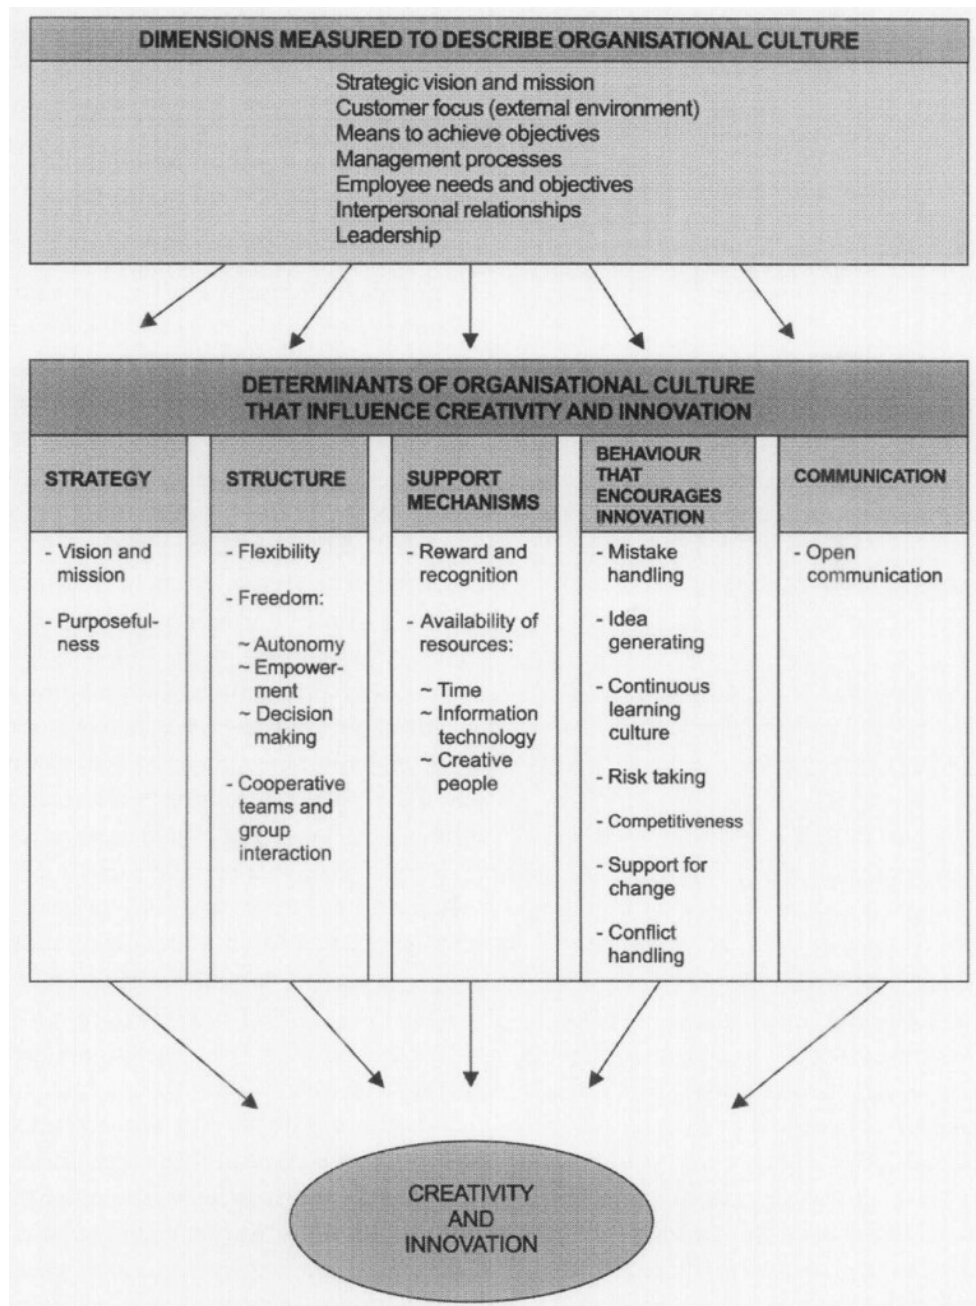 DIMENSIONS MEASURED TO DESCRIBE ORGANISATIONAL CULTURE
Strategic vision and mission
Customer focus (external environment)
Means to achieve objectives
Management processes
Employee needs and objectives
Interpersonal relationships
Leadership
DETERMINANTS OF ORGANISATIONAL CULTURE
THAT INFLUENCE CREATIVITY AND INNOVATION
STRATEGY
- Vision and
mission
- Purposeful-
ness
STRUCTURE
- Flexibility
- Freedom:
~ Autonomy
~ Empower-
ment
~ Decision
making
- Cooperative
teams and
group
interaction
SUPPORT
MECHANISMS
- Reward and
recognition
- Availability of
resources:
~ Time
~ Information
technology
~ Creative
people
BEHAVIOUR
THAT
ENCOURAGES
INNOVATION
- Mistake
handling
- Idea
generating
- Continuous
learning
culture
- Risk taking
- Competitiveness
- Support for
change
- Conflict
handling
COMMUNICATION
- Open
communication
CREATIVITY
AND
INNOVATION